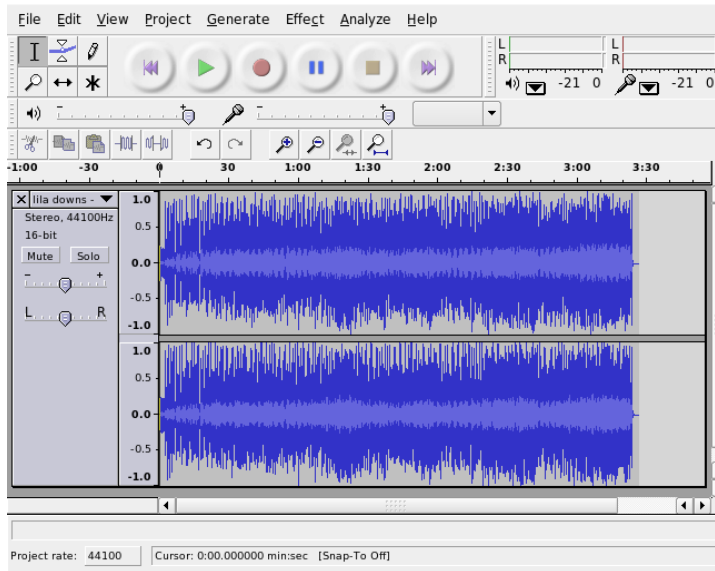 File Edit View Project Generate Effect Analyze Help
L
R
L
R
-21 0
-21 0
-1:00 -30 0 30 1:00 1:30 2:00 2:30 3:00 3:30
lila downs -
Stereo, 44100Hz
16-bit
Mute Solo
- +
L R
1.0
0.5
0.0
-0.5
-1.0
1.0
0.5
0.0
-0.5
-1.0
Project rate: 44100 Cursor: 0:00.000000 min:sec [Snap-To Off]